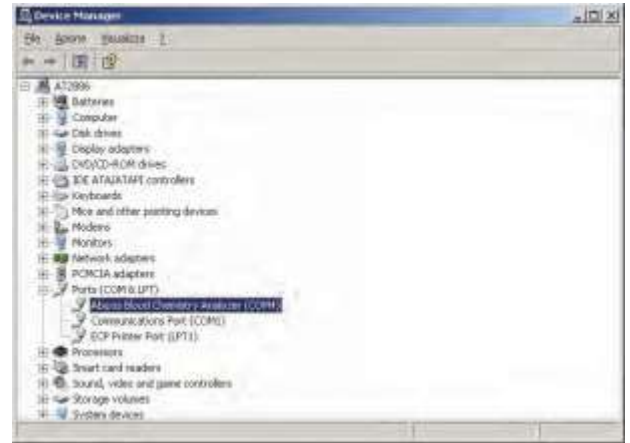 Device Manager
File Azione Visualizza ?
AT2896
Batteries
Computer
Disk drives
Display adapters
DVD/CD-ROM drives
IDE ATA/ATAPI controllers
Keyboards
Mice and other pointing devices
Modems
Monitors
Network adapters
PCMCIA adapters
Ports (COM & LPT)
Abaxis Blood Chemistry Analyzer (COM4)
Communications Port (COM1)
ECP Printer Port (LPT1)
Processors
Smart card readers
Sound, video and game controllers
Storage volumes
System devices